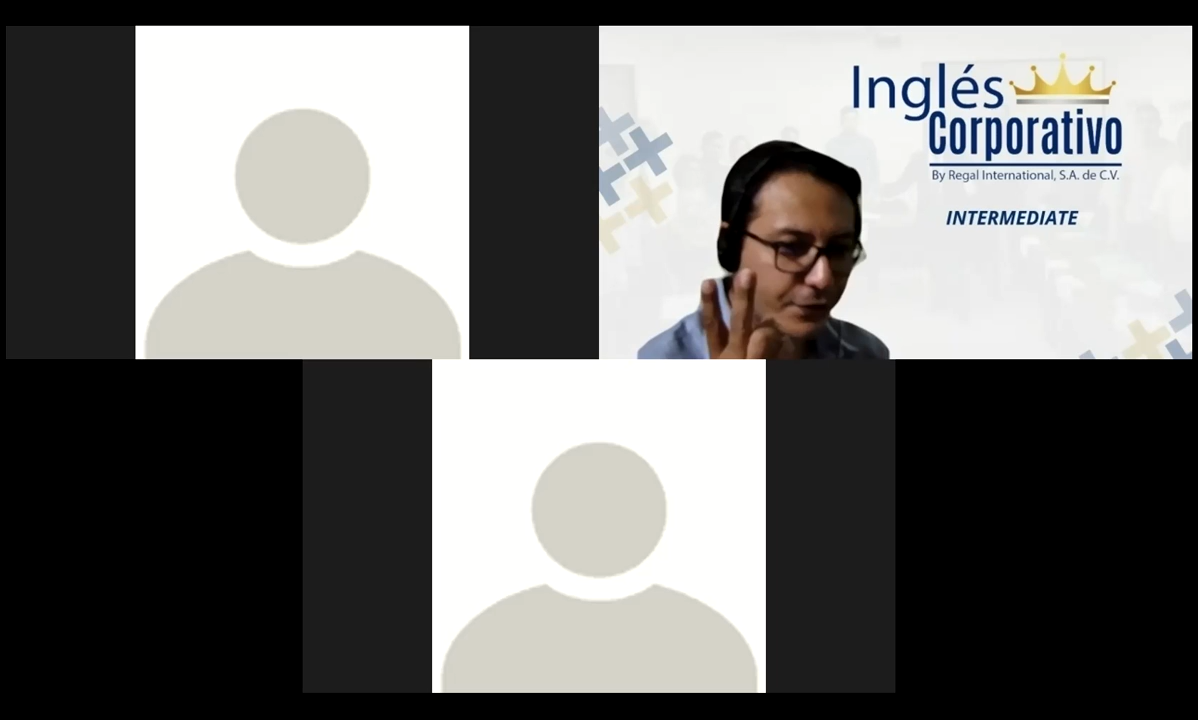 Inglés
Corporativo
By Regal International, S.A. de C.V.
INTERMEDIATE